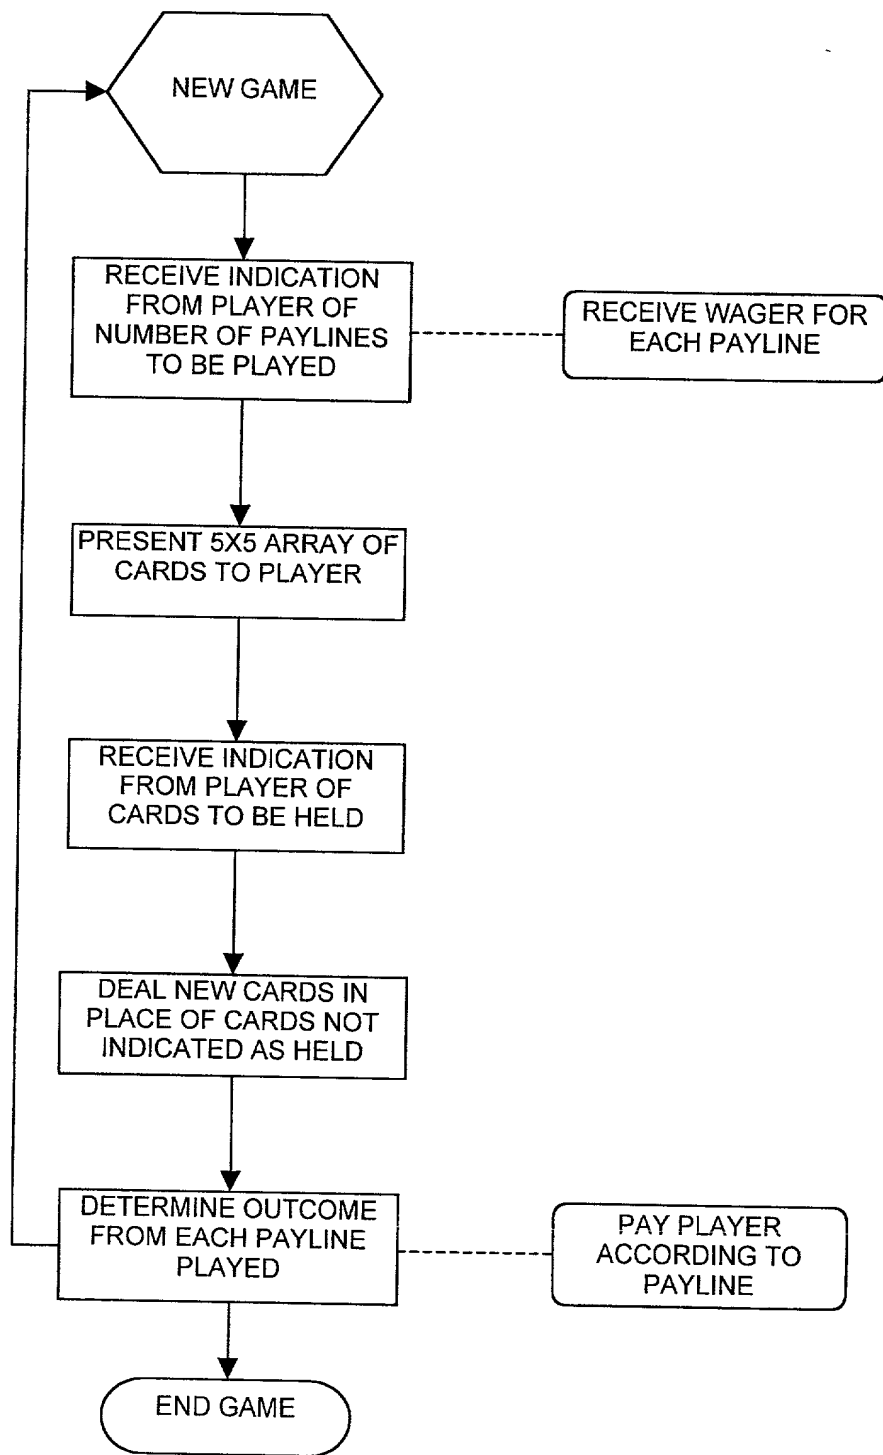 NEW GAME
RECEIVE INDICATION
FROM PLAYER OF
NUMBER OF PAYLINES
TO BE PLAYED
RECEIVE WAGER FOR
EACH PAYLINE
PRESENT 5X5 ARRAY OF
CARDS TO PLAYER
RECEIVE INDICATION
FROM PLAYER OF
CARDS TO BE HELD
DEAL NEW CARDS IN
PLACE OF CARDS NOT
INDICATED AS HELD
DETERMINE OUTCOME
FROM EACH PAYLINE
PLAYED
PAY PLAYER
ACCORDING TO
PAYLINE
END GAME